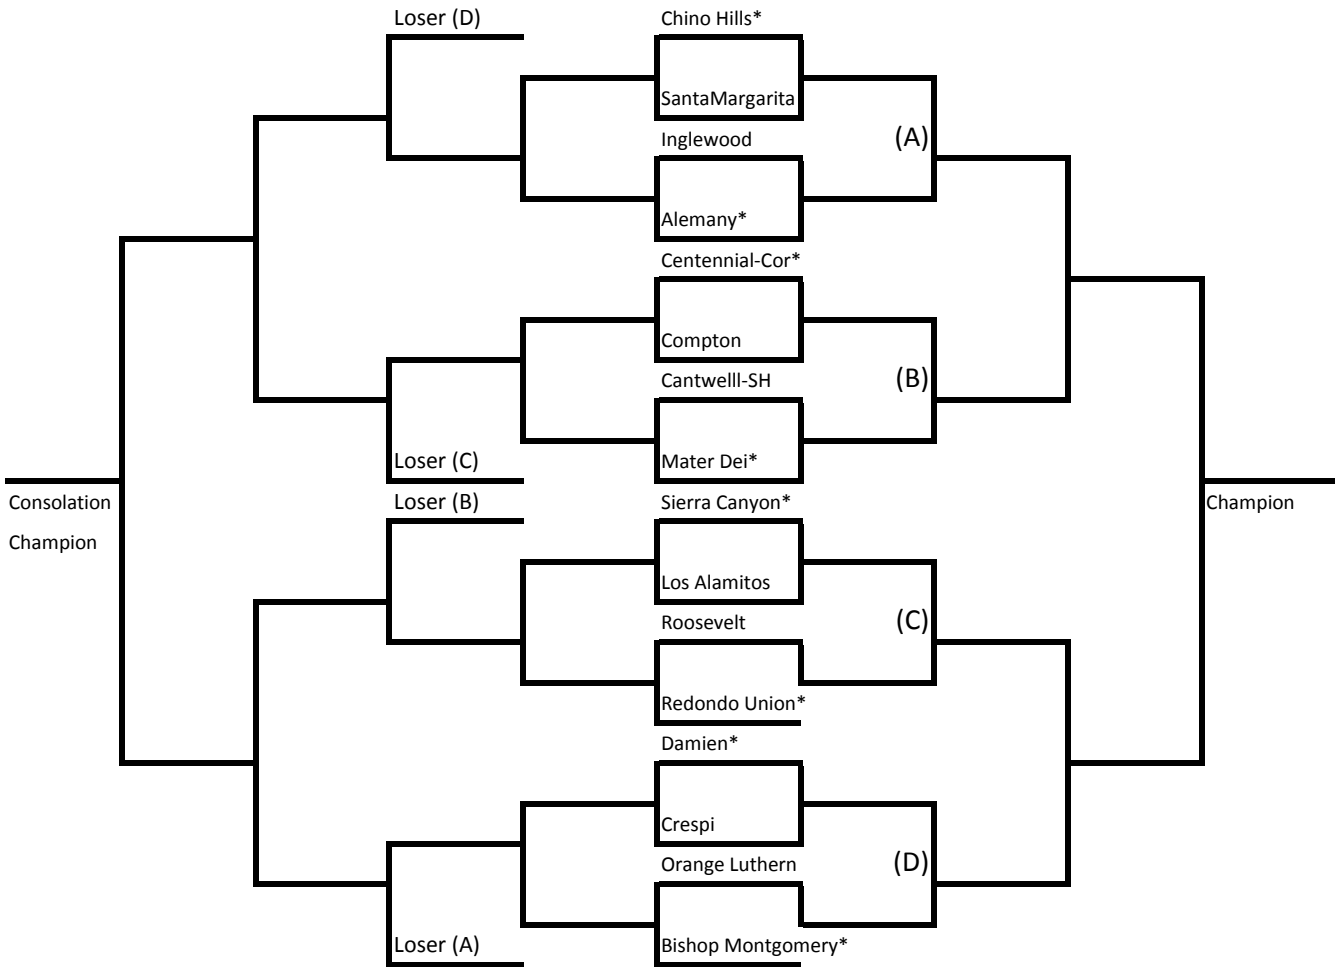 Loser (D)
Chino Hills*
SantaMargarita
(A)
Inglewood
Alemany*
Centennial-Cor*
Compton
(B)
Cantwelll-SH
Mater Dei*
Loser (C)
Consolation
Champion
Loser (B)
Sierra Canyon*
Champion
Los Alamitos
(C)
Roosevelt
Redondo Union*
Damien*
Crespi
(D)
Orange Luthern
Bishop Montgomery*
Loser (A)